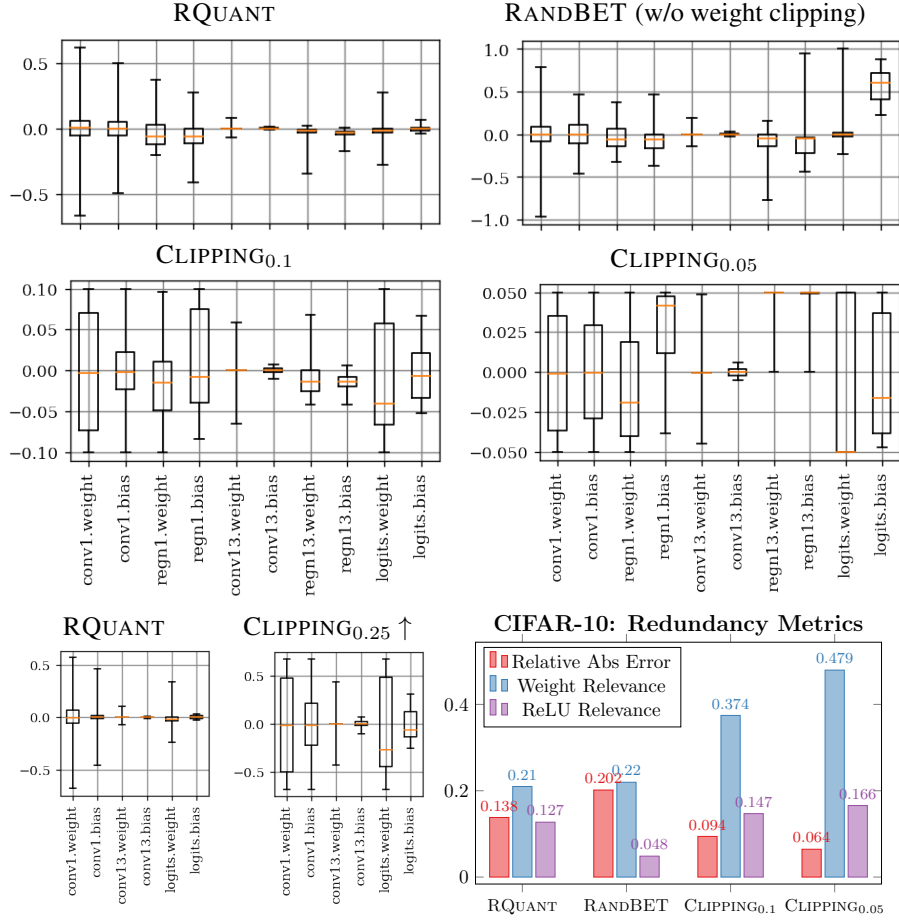 RQUANT
RANDBET (w/o weight clipping)
0.5
0.0
−0.5
1.0
0.5
0.0
−0.5
−1.0
CLIPPING0.1
CLIPPING0.05
0.10
0.05
0.00
−0.05
−0.10
0.050
0.025
0.000
−0.025
−0.050
conv1.weight
conv1.bias
regn1.weight
regn1.bias
conv13.weight
conv13.bias
regn13.weight
regn13.bias
logits.weight
logits.bias
conv1.weight
conv1.bias
regn1.weight
regn1.bias
conv13.weight
conv13.bias
regn13.weight
regn13.bias
logits.weight
logits.bias
RQUANT
CLIPPING0.25 ↑
0.5
0.0
−0.5
0.5
0.0
−0.5
conv1.weight
conv1.bias
conv13.weight
conv13.bias
logits.weight
logits.bias
conv1.weight
conv1.bias
conv13.weight
conv13.bias
logits.weight
logits.bias
CIFAR-10: Redundancy Metrics
Relative Abs Error
Weight Relevance
ReLU Relevance
0.4
0.2
0
0.138
0.21
0.127
0.202
0.22
0.048
0.094
0.374
0.147
0.064
0.479
0.166
RQUANT
RANDBET
CLIPPING0.1
CLIPPING0.05